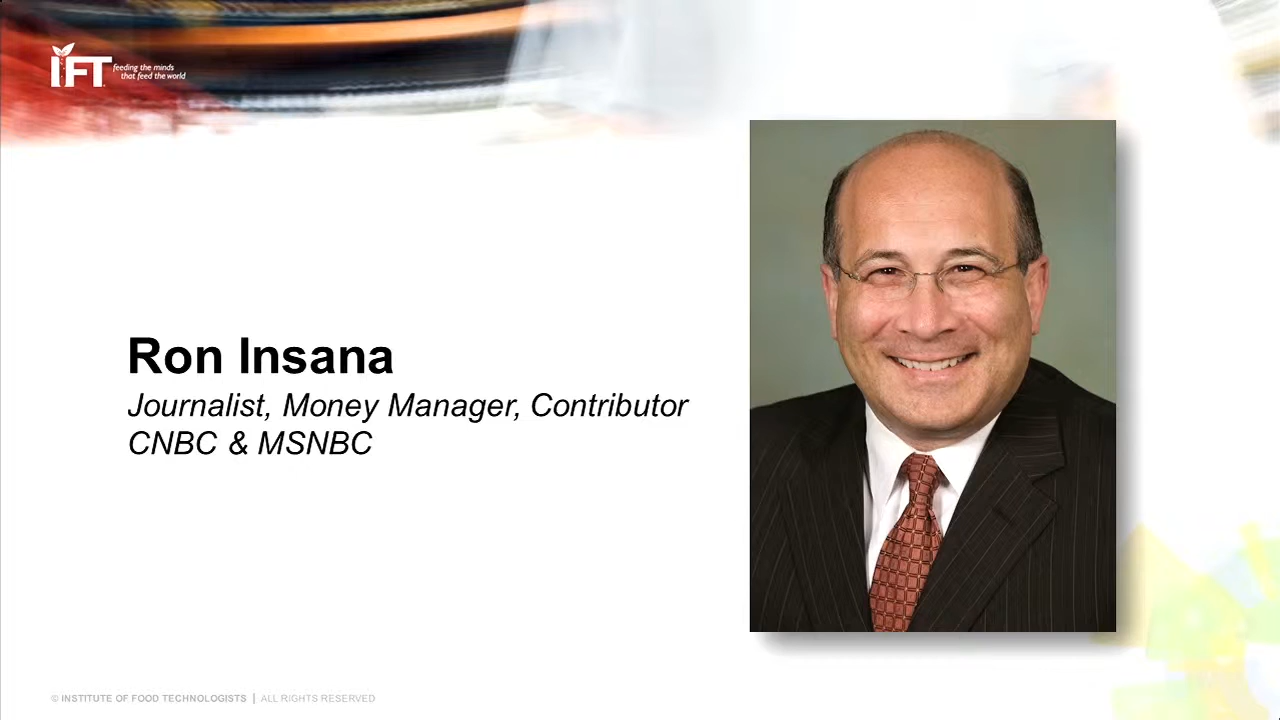 IFT feeding the minds
that feed the world
Ron Insana
Journalist, Money Manager, Contributor
CNBC & MSNBC
© INSTITUTE OF FOOD TECHNOLOGISTS | ALL RIGHTS RESERVED